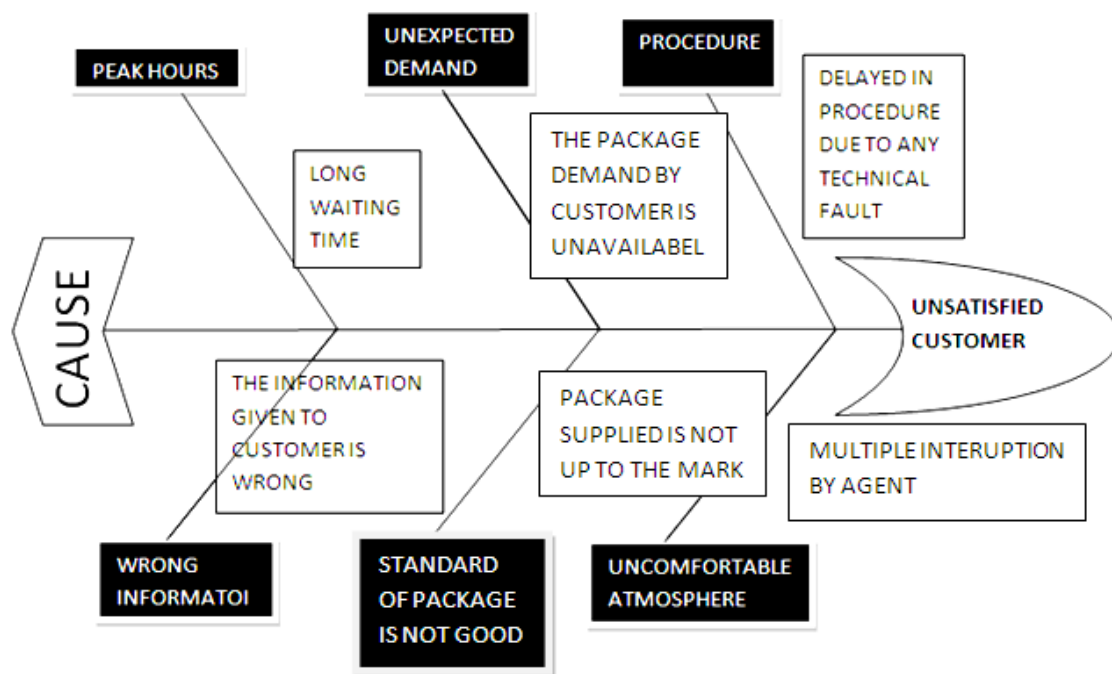 PEAK HOURS
UNEXPECTED
DEMAND
PROCEDURE
LONG
WAITING
TIME
THE PACKAGE
DEMAND BY
CUSTOMER IS
UNAVAILABEL
DELAYED IN
PROCEDURE
DUE TO ANY
TECHNICAL
FAULT
CAUSE
UNSATISFIED
CUSTOMER
THE INFORMATION
GIVEN TO
CUSTOMER IS
WRONG
PACKAGE
SUPPLIED IS NOT
UP TO THE MARK
MULTIPLE INTERUPTION
BY AGENT
WRONG
INFORMATOI
STANDARD
OF PACKAGE
IS NOT GOOD
UNCOMFORTABLE
ATMOSPHERE